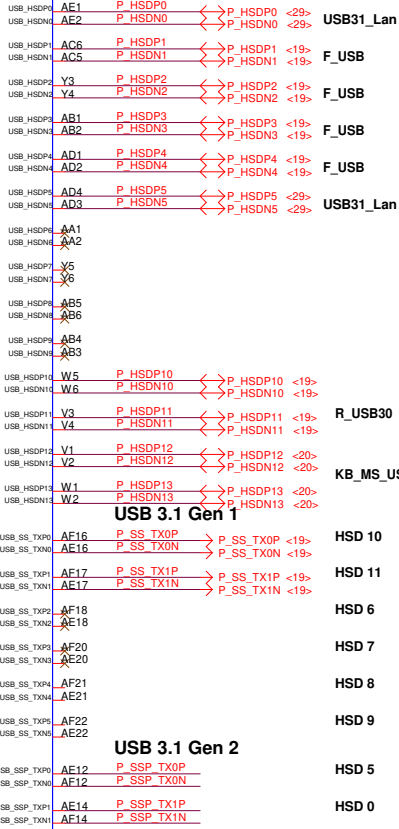 USB_HSDP0 AE1 P_HSDP0 P_HSDP0 <29>
USB_HSDN0 AE2 P_HSDN0 P_HSDN0 <29> USB31_Lan
USB_HSDP1 AC6 P_HSDP1 P_HSDP1 <19>
USB_HSDN1 AC5 P_HSDN1 P_HSDN1 <19> F_USB
USB_HSDP2 Y3 P_HSDP2 P_HSDP2 <19>
USB_HSDN2 Y4 P_HSDN2 P_HSDN2 <19> F_USB
USB_HSDP3 AB1 P_HSDP3 P_HSDP3 <19>
USB_HSDN3 AB2 P_HSDN3 P_HSDN3 <19> F_USB
USB_HSDP4 AD1 P_HSDP4 P_HSDP4 <19>
USB_HSDN4 AD2 P_HSDN4 P_HSDN4 <19> F_USB
USB_HSDP5 AD4 P_HSDP5 P_HSDP5 <29>
USB_HSDN5 AD3 P_HSDN5 P_HSDN5 <29> USB31_Lan
USB_HSDP6 AA1
USB_HSDN6 AA2
USB_HSDP7 Y5
USB_HSDN7 Y6
USB_HSDP8 AB5
USB_HSDN8 AB6
USB_HSDP9 AB4
USB_HSDN9 AB3
USB_HSDP10 W5 P_HSDP10 P_HSDP10 <19>
USB_HSDN10 W6 P_HSDN10 P_HSDN10 <19>
USB_HSDP11 V3 P_HSDP11 P_HSDP11 <19> R_USB30
USB_HSDN11 V4 P_HSDN11 P_HSDN11 <19>
USB_HSDP12 V1 P_HSDP12 P_HSDP12 <20>
USB_HSDN12 V2 P_HSDN12 P_HSDN12 <20>
KB_MS_US
USB_HSDP13 W1 P_HSDP13 P_HSDP13 <20>
USB_HSDN13 W2 P_HSDN13 P_HSDN13 <20>
USB 3.1 Gen 1
USB_SS_TXP0 AF16 P_SS_TX0P P_SS_TX0P <19> HSD 10
USB_SS_TXN0 AE16 P_SS_TX0N P_SS_TX0N <19>
USB_SS_TXP1 AF17 P_SS_TX1P P_SS_TX1P <19> HSD 11
USB_SS_TXN1 AE17 P_SS_TX1N P_SS_TX1N <19>
USB_SS_TXP2 AF18 HSD 6
USB_SS_TXN2 AE18
USB_SS_TXP3 AF20 HSD 7
USB_SS_TXN3 AE20
USB_SS_TXP4 AF21 HSD 8
USB_SS_TXN4 AE21
USB_SS_TXP5 AF22 HSD 9
USB_SS_TXN5 AE22
USB 3.1 Gen 2
SB_SSP_TXP0 AE12 P_SSP_TX0P HSD 5
SB_SSP_TXN0 AF12 P_SSP_TX0N
SB_SSP_TXP1 AE14 P_SSP_TX1P HSD 0
SB_SSP_TXN1 AF14 P_SSP_TX1N